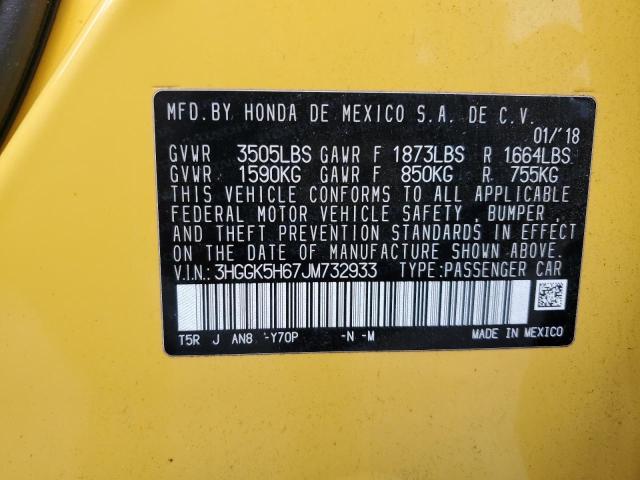 MFD. BY HONDA DE MEXICO S.A. DE C.V.
01/'18
GVWR 3505LBS GAWR F 1873LBS R 1664LBS
GVWR 1590KG GAWR F 850KG R 755KG
THIS VEHICLE CONFORMS TO ALL APPLICABLE
FEDERAL MOTOR VEHICLE SAFETY , BUMPER ,
AND THEFT PREVENTION STANDARDS IN EFFECT
ON THE DATE OF MANUFACTURE SHOWN ABOVE.
V.I.N.: 3HGGK5H67JM732933 TYPE:PASSENGER CAR
T5R J AN8 -Y70P -N -M MADE IN MEXICO